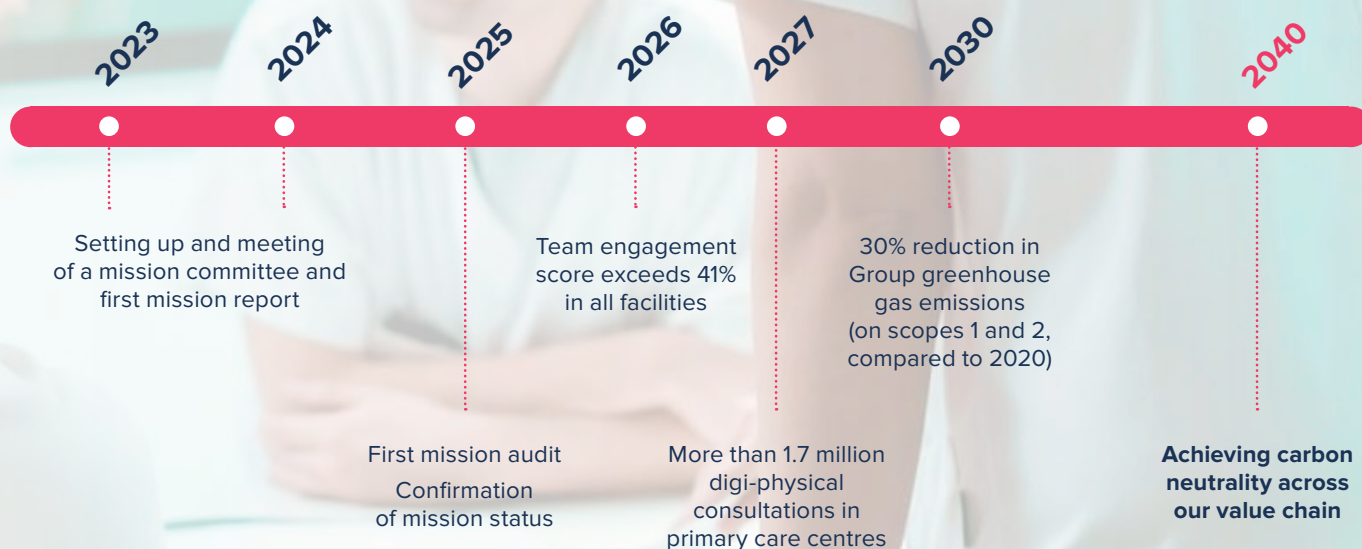 2023
2024
2025
2026
2027
2030
2040
Setting up and meeting
of a mission committee and
first mission report
Team engagement
score exceeds 41%
in all facilities
30% reduction in
Group greenhouse
gas emissions
(on scopes 1 and 2,
compared to 2020)
First mission audit
Confirmation
of mission status
More than 1.7 million
digi-physical
consultations in
primary care centres
Achieving carbon
neutrality across
our value chain